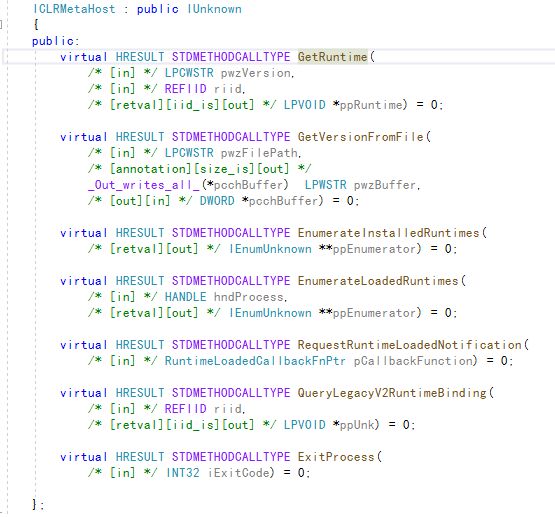 ICLRMetaHost : public IUnknown
{
public:
virtual HRESULT STDMETHODCALLTYPE GetRuntime(
/* [in] */ LPCWSTR pwzVersion,
/* [in] */ REFIID riid,
/* [retval][iid_is][out] */ LPVOID *ppRuntime) = 0;
virtual HRESULT STDMETHODCALLTYPE GetVersionFromFile(
/* [in] */ LPCWSTR pwzFilePath,
/* [annotation][size_is][out] */
_Out_writes_all_(*pcchBuffer)  LPWSTR pwzBuffer,
/* [out][in] */ DWORD *pcchBuffer) = 0;
virtual HRESULT STDMETHODCALLTYPE EnumerateInstalledRuntimes(
/* [retval][out] */ IEnumUnknown **ppEnumerator) = 0;
virtual HRESULT STDMETHODCALLTYPE EnumerateLoadedRuntimes(
/* [in] */ HANDLE hndProcess,
/* [retval][out] */ IEnumUnknown **ppEnumerator) = 0;
virtual HRESULT STDMETHODCALLTYPE RequestRuntimeLoadedNotification(
/* [in] */ RuntimeLoadedCallbackFnPtr pCallbackFunction) = 0;
virtual HRESULT STDMETHODCALLTYPE QueryLegacyV2RuntimeBinding(
/* [in] */ REFIID riid,
/* [retval][iid_is][out] */ LPVOID *ppUnk) = 0;
virtual HRESULT STDMETHODCALLTYPE ExitProcess(
/* [in] */ INT32 iExitCode) = 0;
};